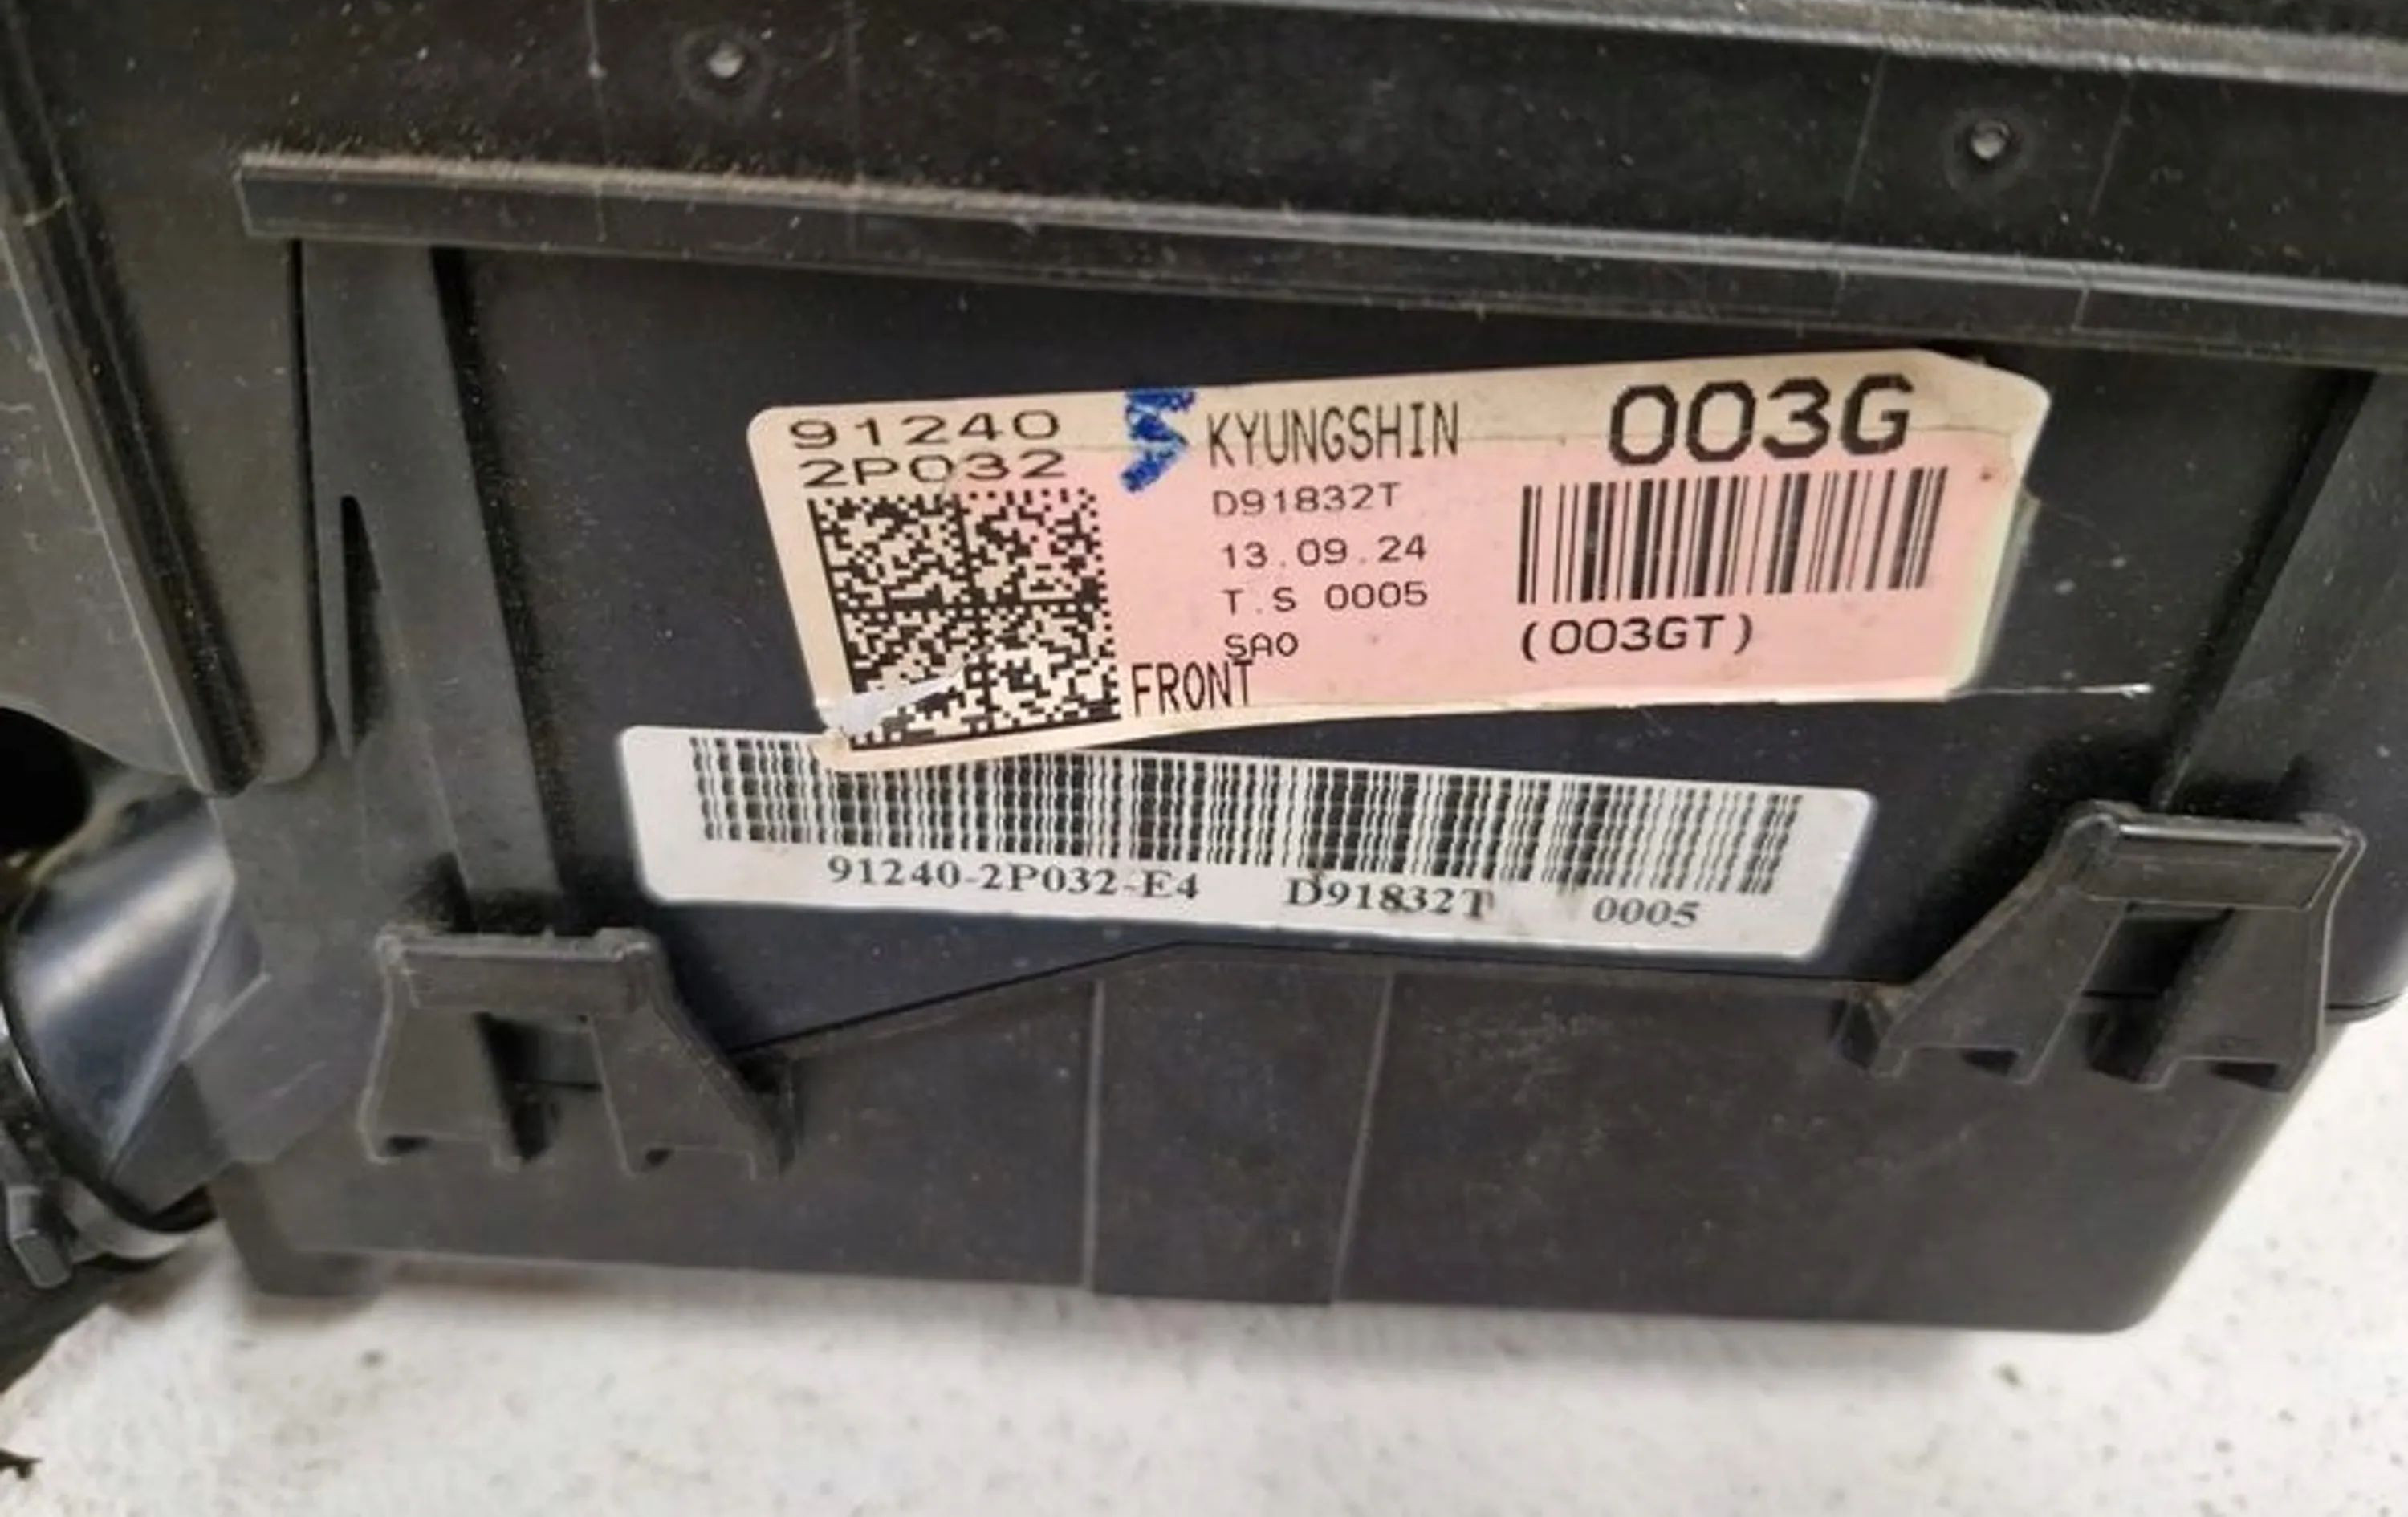 91240
2P032
KYUNGSHIN
D91832T
13.09.24
T.S 0005
SA0
FRONT
003G
(003GT)
91240-2P032-E4 D91832T 0005